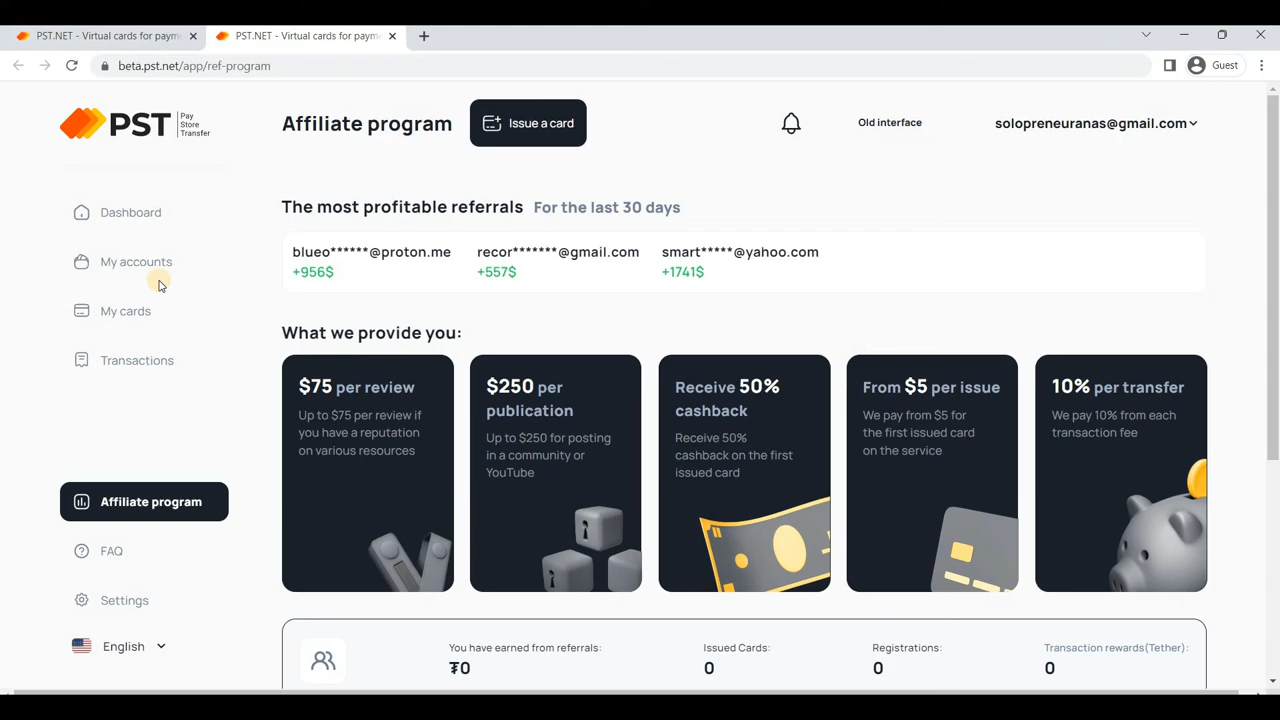 PST.NET - Virtual cards for payme
PST.NET - Virtual cards for payme
beta.pst.net/app/ref-program
Guest
PST
Pay
Store
Transfer
Affiliate program
Issue a card
Old interface
solopreneuranas@gmail.com
Dashboard
My accounts
My cards
Transactions
Affiliate program
FAQ
Settings
English
The most profitable referrals For the last 30 days
blueo******@proton.me
+956$
recor*******@gmail.com
+557$
smart*****@yahoo.com
+1741$
What we provide you:
$75 per review
Up to $75 per review if
you have a reputation
on various resources
$250 per
publication
Up to $250 for posting
in a community or
YouTube
Receive 50%
cashback
Receive 50%
cashback on the first
issued card
From $5 per issue
We pay from $5 for
the first issued card
on the service
10% per transfer
We pay 10% from each
transaction fee
You have earned from referrals:
₮0
Issued Cards:
0
Registrations:
0
Transaction rewards(Tether):
0